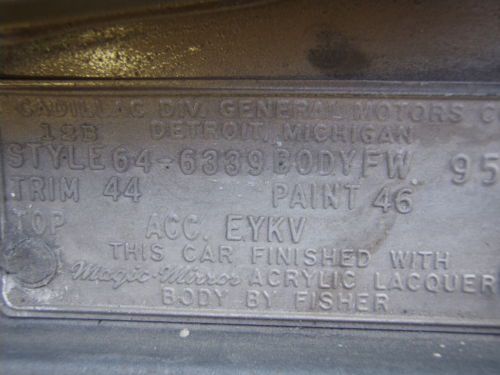 CADILLAC DIV. GENERAL MOTORS C
12B DETROIT, MICHIGAN
STYLE 64-6339 BODY FW 95
TRIM 44 PAINT 46
TOP ACC. EYKV
THIS CAR FINISHED WITH
Magic-Mirror ACRYLIC LACQUER
BODY BY FISHER